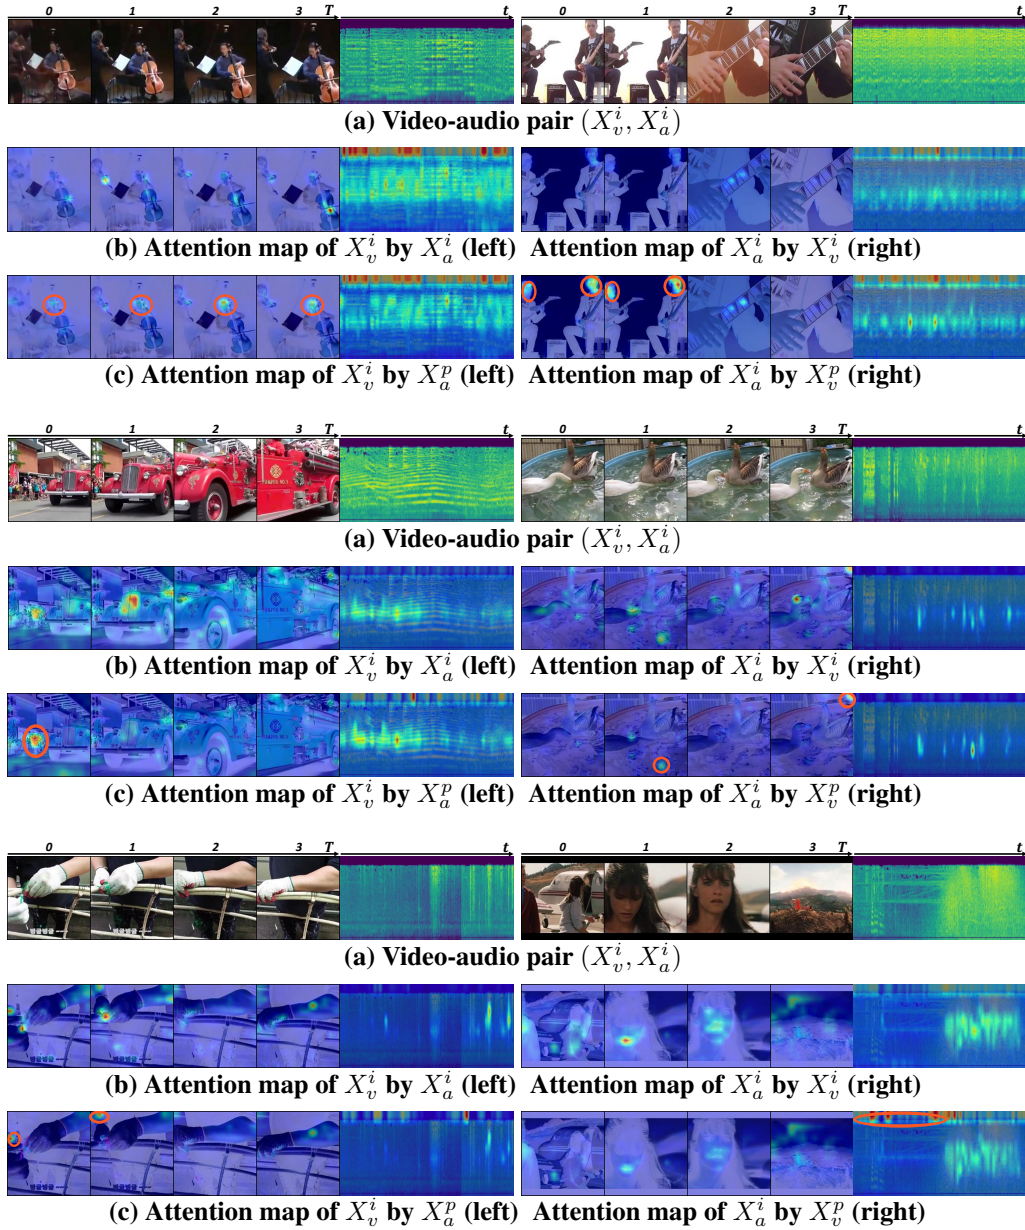 0 1 2 3 T t 0 1 2 3 T t
(a) Video-audio pair $(X_v^i, X_a^i)$
(b) Attention map of $X_v^i$ by $X_a^i$ (left) Attention map of $X_a^i$ by $X_v^i$ (right)
(c) Attention map of $X_v^i$ by $X_a^p$ (left) Attention map of $X_a^i$ by $X_v^p$ (right)
0 1 2 3 T t 0 1 2 3 T t
(a) Video-audio pair $(X_v^i, X_a^i)$
(b) Attention map of $X_v^i$ by $X_a^i$ (left) Attention map of $X_a^i$ by $X_v^i$ (right)
(c) Attention map of $X_v^i$ by $X_a^p$ (left) Attention map of $X_a^i$ by $X_v^p$ (right)
0 1 2 3 T t 0 1 2 3 T t
(a) Video-audio pair $(X_v^i, X_a^i)$
(b) Attention map of $X_v^i$ by $X_a^i$ (left) Attention map of $X_a^i$ by $X_v^i$ (right)
(c) Attention map of $X_v^i$ by $X_a^p$ (left) Attention map of $X_a^i$ by $X_v^p$ (right)